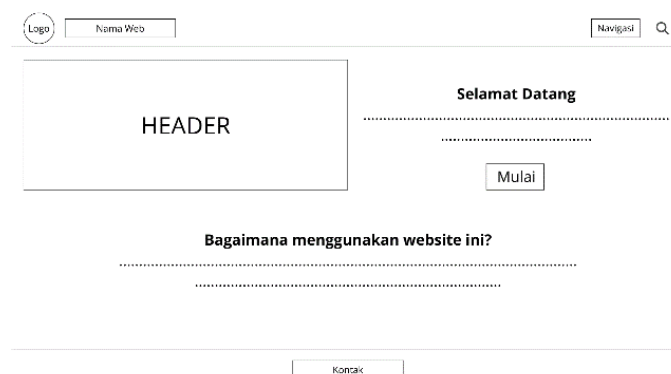 Logo
Nama Web
Navigasi
HEADER
Selamat Datang
Mulai
Bagaimana menggunakan website ini?
Kontak